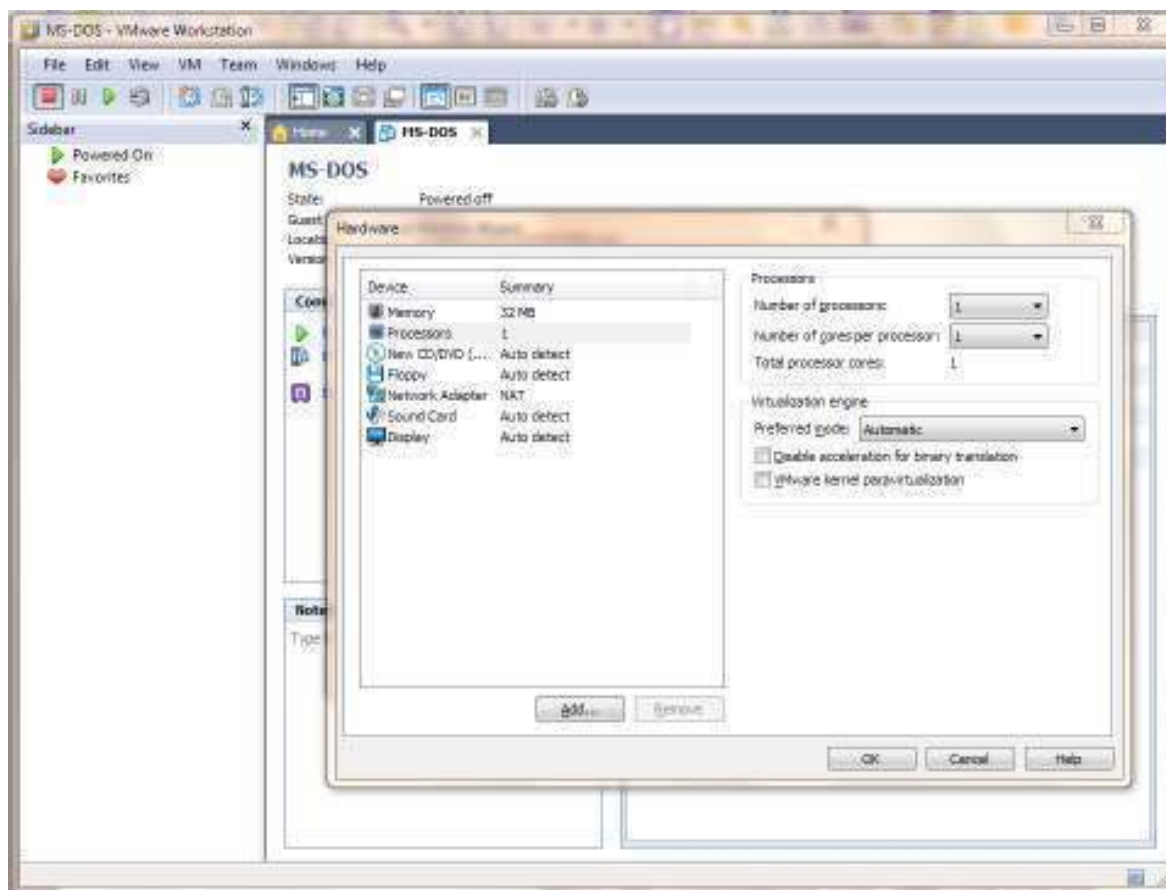 MS-DOS - VMware Workstation
File Edit View VM Team Windows Help
Sidebar
Powered On
Favorites
Home
MS-DOS
MS-DOS
State: Powered off
Guest
Hardware
Device Summary
Memory 32 MB
Processors 1
New CD/DVD (... Auto detect
Floppy Auto detect
Network Adapter NAT
Sound Card Auto detect
Display Auto detect
Add...
Remove
Processors
Number of processors: 1
Number of cores per processor: 1
Total processor cores: 1
Virtualization engine
Preferred mode: Automatic
Disable acceleration for binary translation
VMware kernel paravirtualization
OK
Cancel
Help